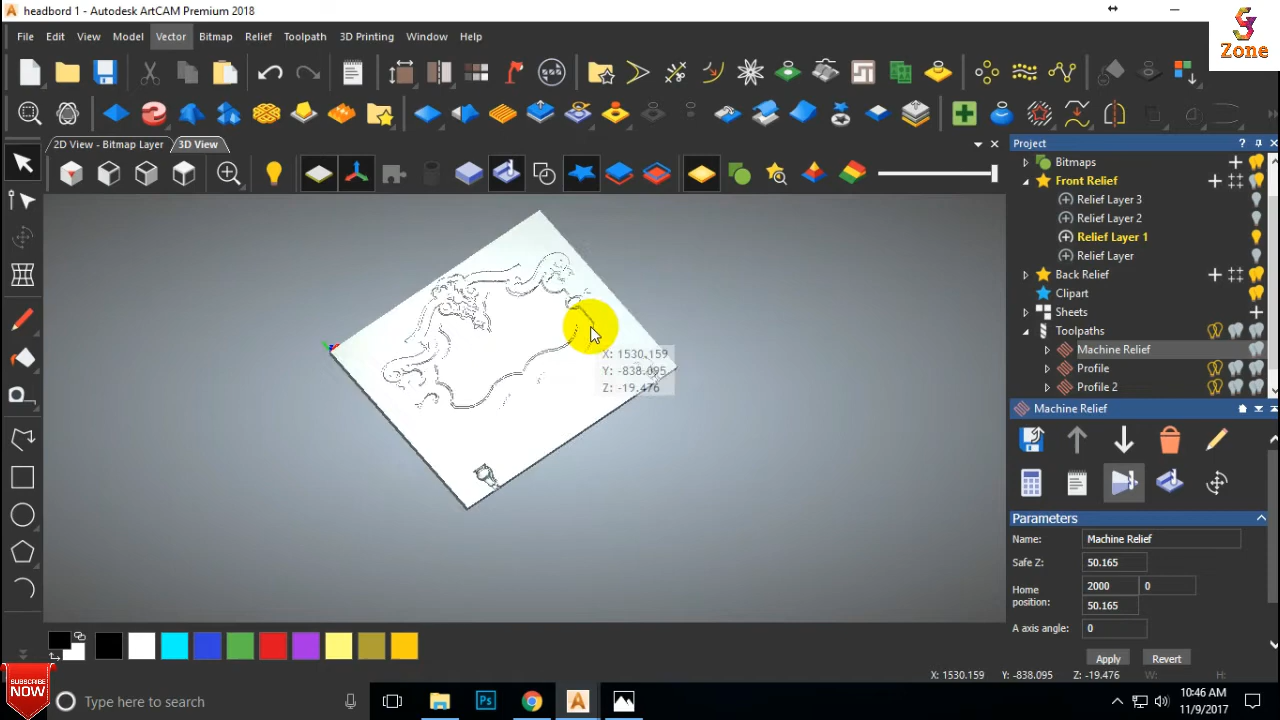 headbord 1 - Autodesk ArtCAM Premium 2018
Zone
File Edit View Model Vector Bitmap Relief Toolpath 3D Printing Window Help
2D View - Bitmap Layer 3D View
Project
Bitmaps
Front Relief
Relief Layer 3
Relief Layer 2
Relief Layer 1
Relief Layer
Back Relief
Clipart
Sheets
Toolpaths
Machine Relief
Profile
Profile 2
X: 1530.159
Y: -838.095
Z: -19.476
Machine Relief
Parameters
Name: Machine Relief
Safe Z: 50.165
Home position: 2000 0
50.165
A axis angle: 0
Apply Revert
X: 1530.159 Y: -838.095 Z: -19.476 W: H:
SUBSCRIBE
NOW
Type here to search
10:46 AM
11/9/2017